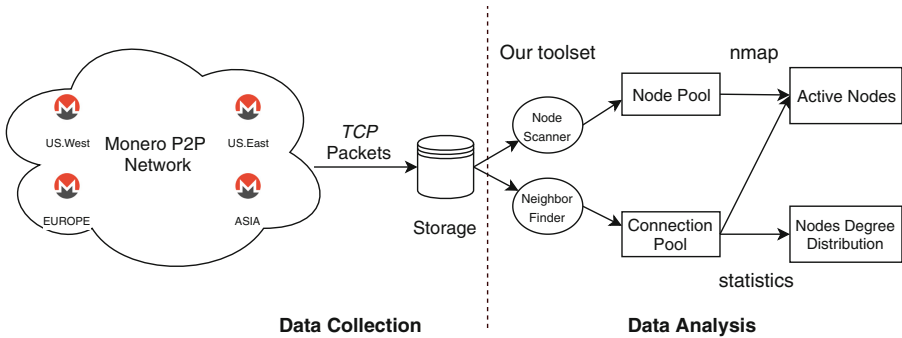 Our toolset
nmap
Node Pool
Active Nodes
Node
Scanner
US.West
US.East
Monero P2P
Network
TCP
Packets
EUROPE
ASIA
Storage
Neighbor
Finder
Connection
Pool
Nodes Degree
Distribution
statistics
Data Collection
Data Analysis